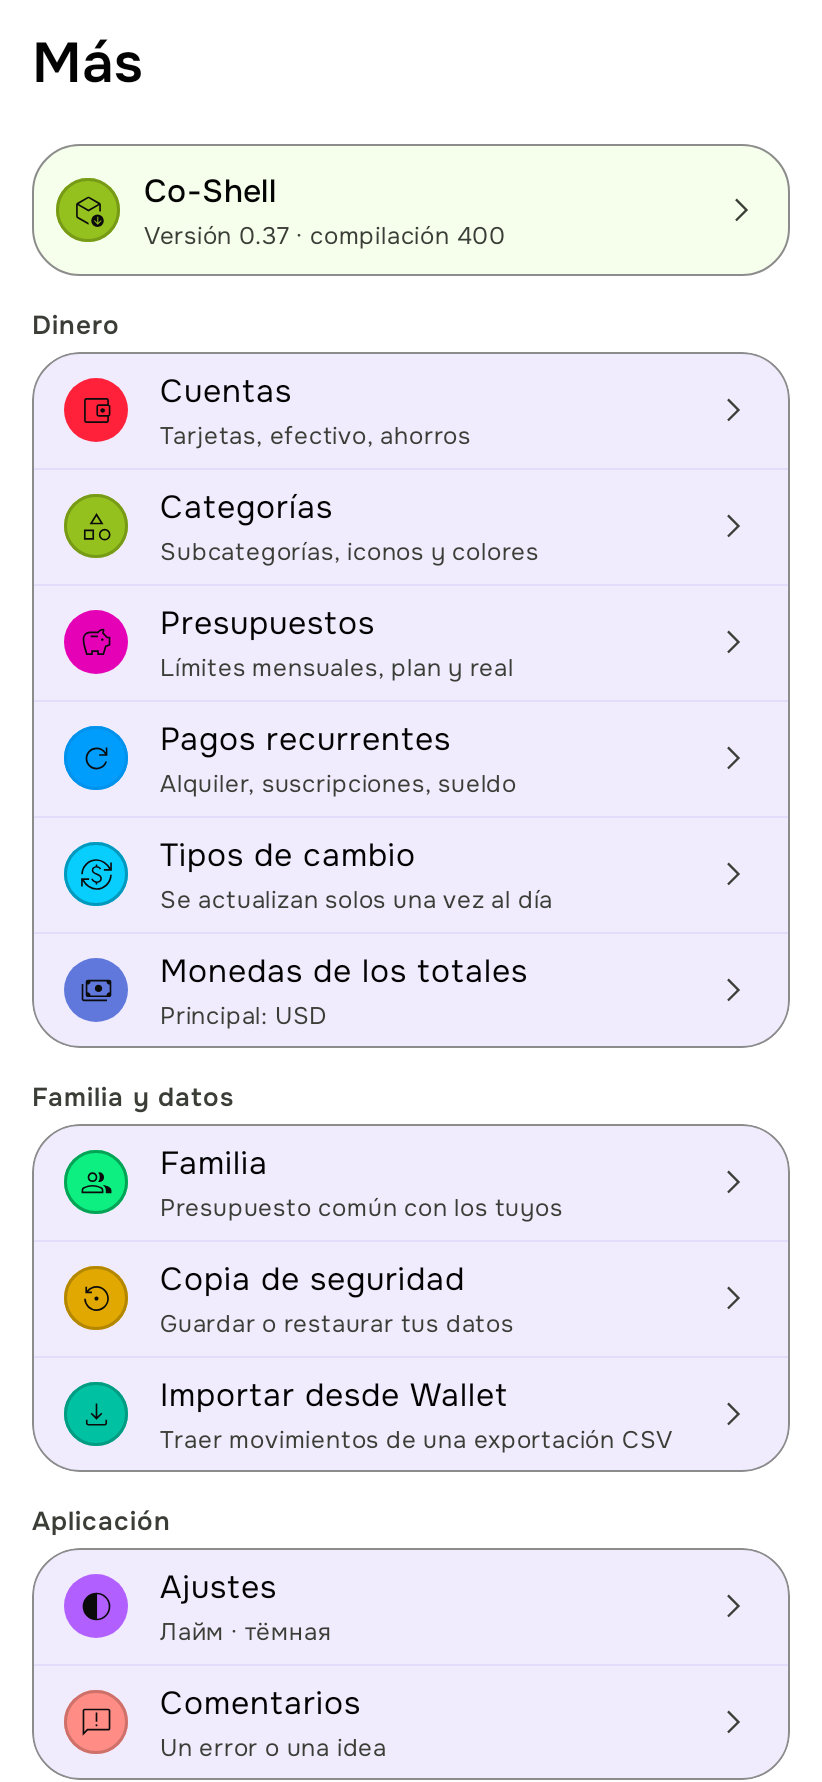 Más
Co-Shell
Versión 0.37 · compilación 400
Dinero
Cuentas
Tarjetas, efectivo, ahorros
Categorías
Subcategorías, iconos y colores
Presupuestos
Límites mensuales, plan y real
Pagos recurrentes
Alquiler, suscripciones, sueldo
Tipos de cambio
Se actualizan solos una vez al día
Monedas de los totales
Principal: USD
Familia y datos
Familia
Presupuesto común con los tuyos
Copia de seguridad
Guardar o restaurar tus datos
Importar desde Wallet
Traer movimientos de una exportación CSV
Aplicación
Ajustes
Лайм · тёмная
Comentarios
Un error o una idea